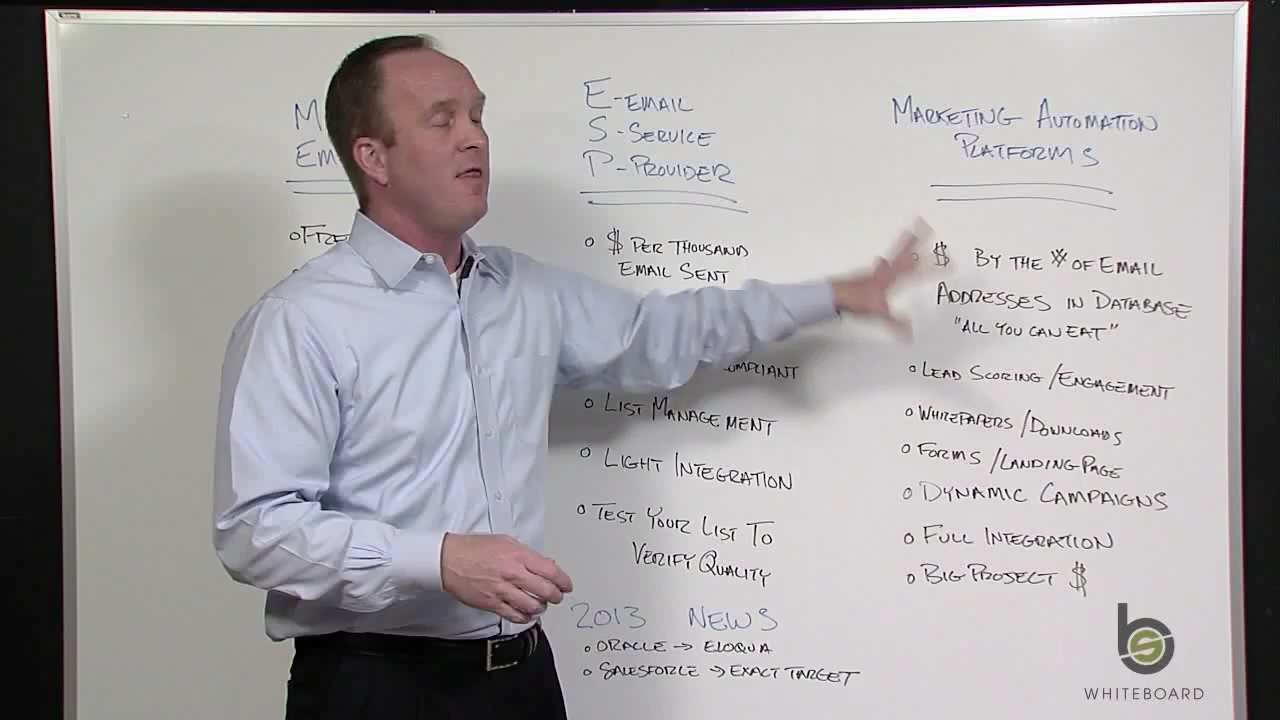 E-EMAIL
S-SERVICE
P-PROVIDER
$ PER THOUSAND
EMAIL SENT
LIST MANAGEMENT
LIGHT INTEGRATION
TEST YOUR LIST TO
VERIFY QUALITY
2013 NEWS
ORACLE → ELOQUA
SALESFORCE → EXACT TARGET
MARKETING AUTOMATION
PLATFORMS
$ BY THE # OF EMAIL
ADDRESSES IN DATABASE
"ALL YOU CAN EAT"
LEAD SCORING/ENGAGEMENT
WHITEPAPERS/DOWNLOADS
FORMS/LANDING PAGE
DYNAMIC CAMPAIGNS
FULL INTEGRATION
BIG PROJECT $
bs
WHITEBOARD